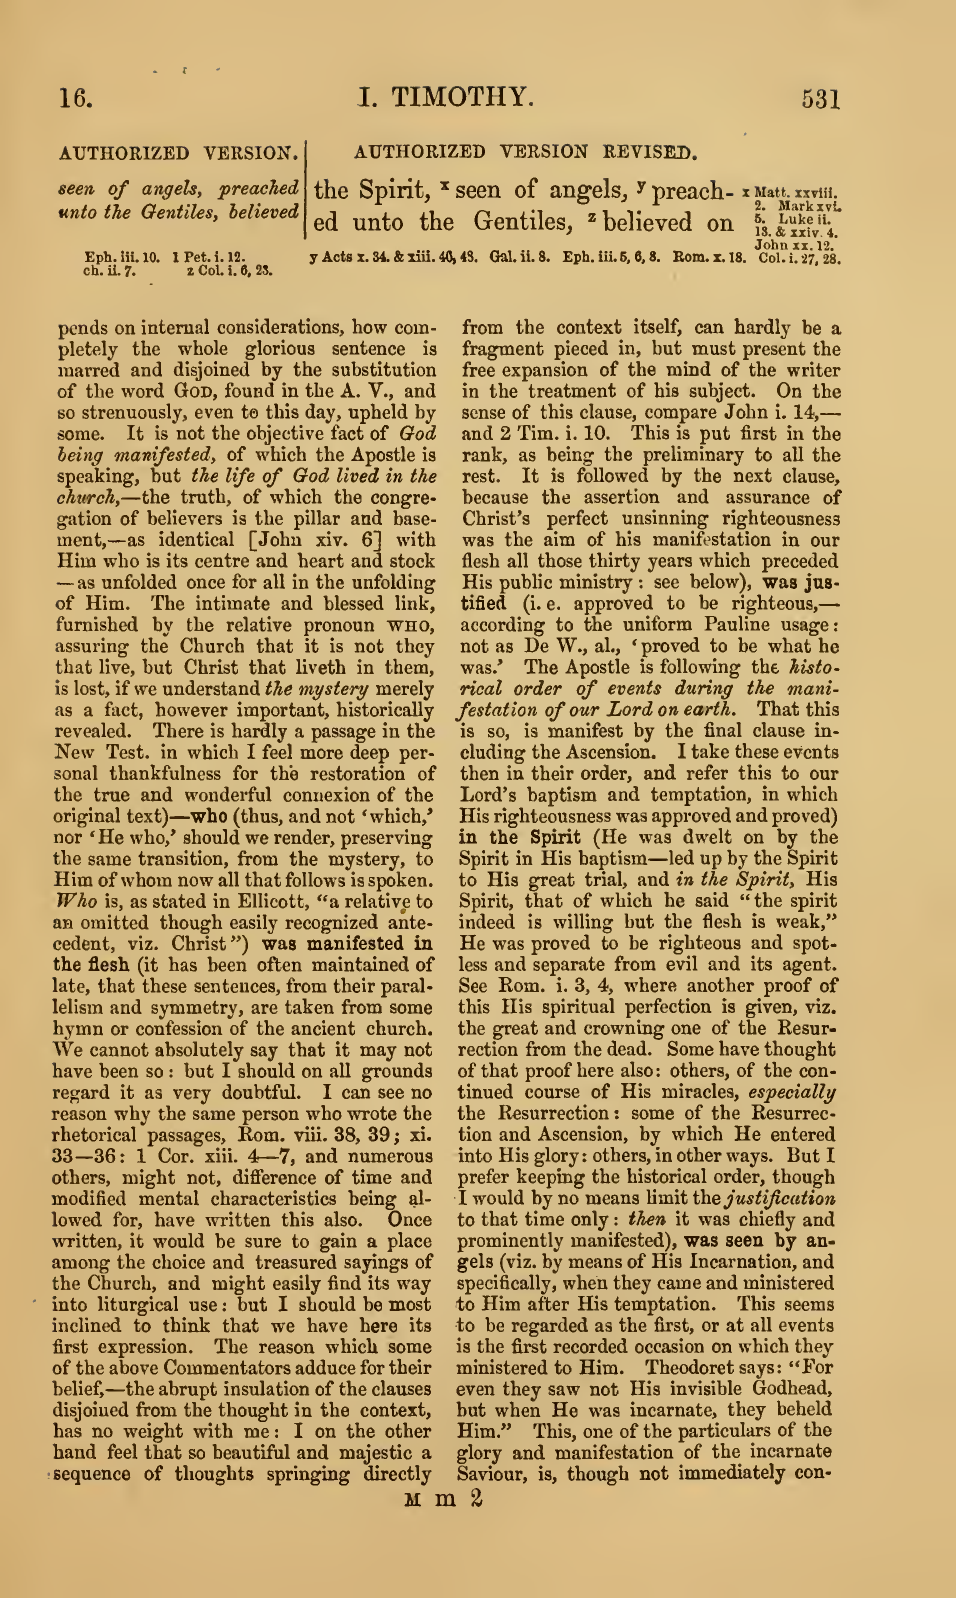 16.
I. TIMOTHY.
531
AUTHORIZED VERSION.
AUTHORIZED VERSION REVISED.
seen of angels, preached
unto the Gentiles, believed
the Spirit, x seen of angels, y preach-
ed unto the Gentiles, z believed on
x Matt. xxviii.
2. Mark xvi.
5. Luke ii.
13. & xxiv. 4.
John xx. 12.
Eph. iii. 10. 1 Pet. i. 12.
y Acts x. 34. & xiii. 46, 48. Gal. ii. 8. Eph. iii. 5, 6, 8. Rom. x. 18. Col. i. 27, 28.
ch. ii. 7. z Col. i. 6, 23.
pends on internal considerations, how com-
pletely the whole glorious sentence is
marred and disjoined by the substitution
of the word GOD, found in the A. V., and
so strenuously, even to this day, upheld by
some. It is not the objective fact of God
being manifested, of which the Apostle is
speaking, but the life of God lived in the
church,—the truth, of which the congre-
gation of believers is the pillar and base-
ment,—as identical [John xiv. 6] with
Him who is its centre and heart and stock
—as unfolded once for all in the unfolding
of Him. The intimate and blessed link,
furnished by the relative pronoun WHO,
assuring the Church that it is not they
that live, but Christ that liveth in them,
is lost, if we understand the mystery merely
as a fact, however important, historically
revealed. There is hardly a passage in the
New Test. in which I feel more deep per-
sonal thankfulness for the restoration of
the true and wonderful connexion of the
original text)—who (thus, and not ‘which,’
nor ‘He who,’ should we render, preserving
the same transition, from the mystery, to
Him of whom now all that follows is spoken.
Who is, as stated in Ellicott, “a relative to
an omitted though easily recognized ante-
cedent, viz. Christ”) was manifested in
the flesh (it has been often maintained of
late, that these sentences, from their paral-
lelism and symmetry, are taken from some
hymn or confession of the ancient church.
We cannot absolutely say that it may not
have been so: but I should on all grounds
regard it as very doubtful. I can see no
reason why the same person who wrote the
rhetorical passages, Rom. viii. 38, 39; xi.
33—36: 1 Cor. xiii. 4—7, and numerous
others, might not, difference of time and
modified mental characteristics being al-
lowed for, have written this also. Once
written, it would be sure to gain a place
among the choice and treasured sayings of
the Church, and might easily find its way
into liturgical use: but I should be most
inclined to think that we have here its
first expression. The reason which some
of the above Commentators adduce for their
belief,—the abrupt insulation of the clauses
disjoined from the thought in the context,
has no weight with me: I on the other
hand feel that so beautiful and majestic a
sequence of thoughts springing directly
from the context itself, can hardly be a
fragment pieced in, but must present the
free expansion of the mind of the writer
in the treatment of his subject. On the
sense of this clause, compare John i. 14,—
and 2 Tim. i. 10. This is put first in the
rank, as being the preliminary to all the
rest. It is followed by the next clause,
because the assertion and assurance of
Christ's perfect unsinning righteousness
was the aim of his manifestation in our
flesh all those thirty years which preceded
His public ministry: see below), was jus-
tified (i. e. approved to be righteous,—
according to the uniform Pauline usage:
not as De W., al., ‘proved to be what he
was.’ The Apostle is following the histo-
rical order of events during the mani-
festation of our Lord on earth. That this
is so, is manifest by the final clause in-
cluding the Ascension. I take these events
then in their order, and refer this to our
Lord's baptism and temptation, in which
His righteousness was approved and proved)
in the Spirit (He was dwelt on by the
Spirit in His baptism—led up by the Spirit
to His great trial, and in the Spirit, His
Spirit, that of which he said “the spirit
indeed is willing but the flesh is weak,”
He was proved to be righteous and spot-
less and separate from evil and its agent.
See Rom. i. 3, 4, where another proof of
this His spiritual perfection is given, viz.
the great and crowning one of the Resur-
rection from the dead. Some have thought
of that proof here also: others, of the con-
tinued course of His miracles, especially
the Resurrection: some of the Resurrec-
tion and Ascension, by which He entered
into His glory: others, in other ways. But I
prefer keeping the historical order, though
I would by no means limit the justification
to that time only: then it was chiefly and
prominently manifested), was seen by an-
gels (viz. by means of His Incarnation, and
specifically, when they came and ministered
to Him after His temptation. This seems
to be regarded as the first, or at all events
is the first recorded occasion on which they
ministered to Him. Theodoret says: “For
even they saw not His invisible Godhead,
but when He was incarnate, they beheld
Him.” This, one of the particulars of the
glory and manifestation of the incarnate
Saviour, is, though not immediately con-
M m 2